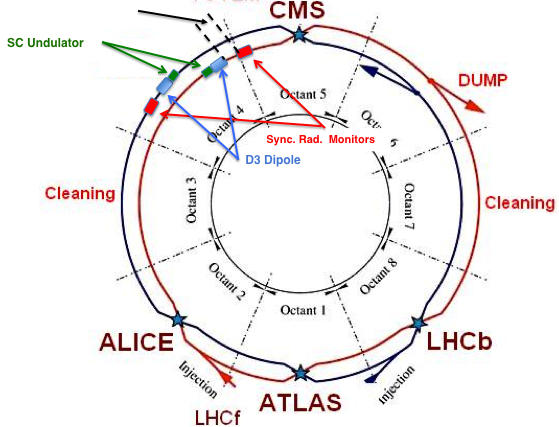 CMS
SC Undulator
DUMP
Octant 5
Octant 4
6
Sync. Rad. Monitors
D3 Dipole
Cleaning
Octant 3
Octant 7
Cleaning
Octant 2
Octant 8
Octant 1
ALICE
LHCb
Injection
Injection
ATLAS
LHCf